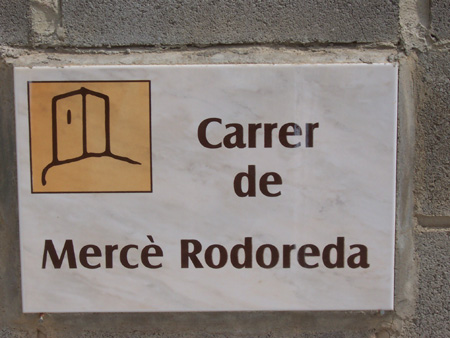 Carrer
de
Mercè Rodoreda